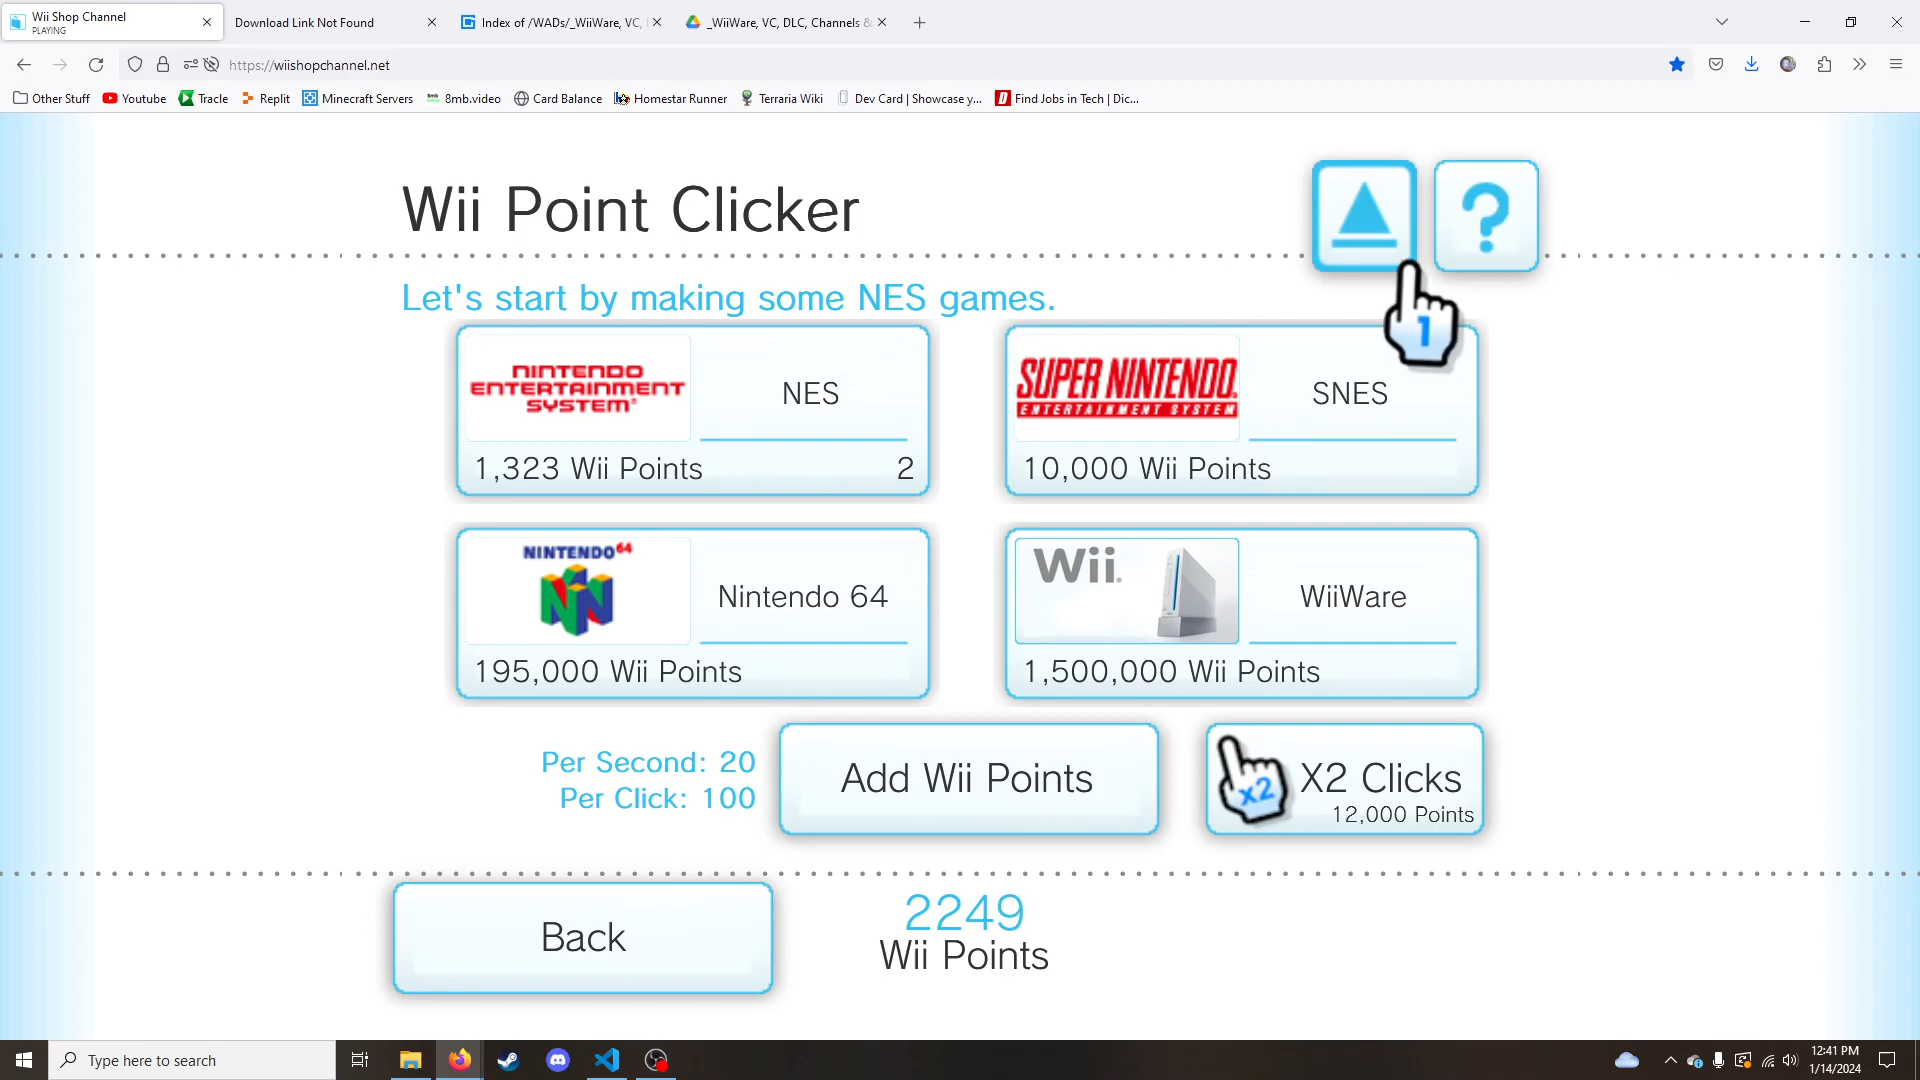 Wii Shop Channel
PLAYING
Download Link Not Found
Index of /WADs/_WiiWare, VC,
_WiiWare, VC, DLC, Channels &
https://wiishopchannel.net
Other Stuff
Youtube
Tracle
Replit
Minecraft Servers
8mb.video
Card Balance
Homestar Runner
Terraria Wiki
Dev Card | Showcase y...
Find Jobs in Tech | Dic...
Wii Point Clicker
?
Let's start by making some NES games.
1
NINTENDO
ENTERTAINMENT
SYSTEM®
NES
1,323 Wii Points
2
SUPER NINTENDO
ENTERTAINMENT SYSTEM
SNES
10,000 Wii Points
NINTENDO 64
Nintendo 64
195,000 Wii Points
Wii
WiiWare
1,500,000 Wii Points
Per Second: 20
Per Click: 100
Add Wii Points
x2
X2 Clicks
12,000 Points
Back
2249
Wii Points
Type here to search
12:41 PM
1/14/2024